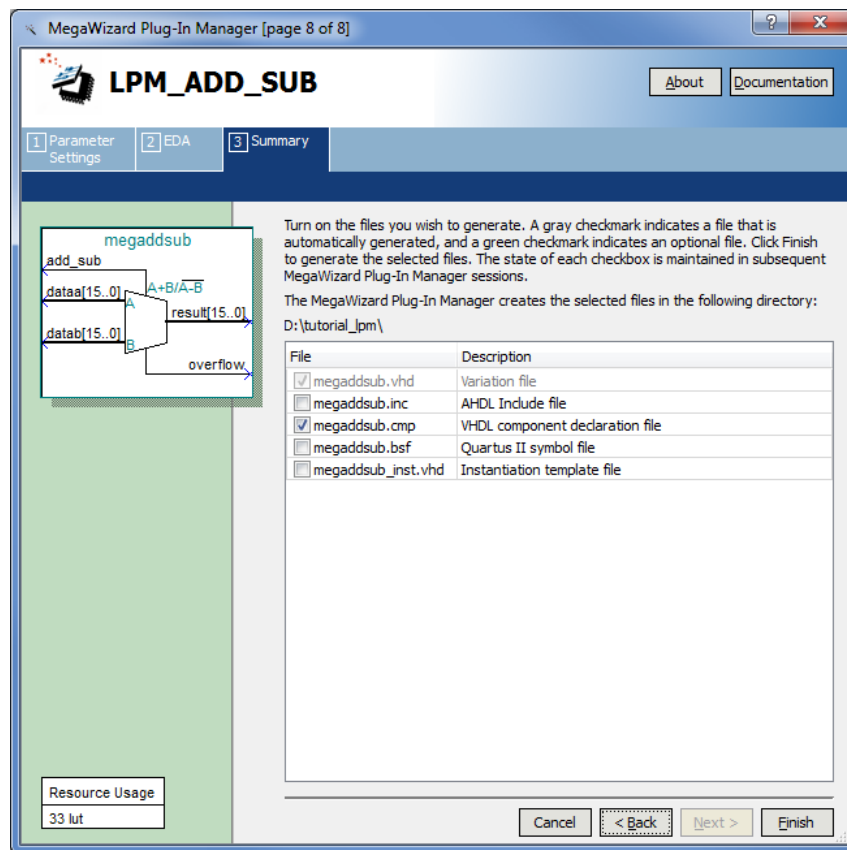 MegaWizard Plug-In Manager [page 8 of 8]
?
X
LPM_ADD_SUB
About
Documentation
1 Parameter Settings
2 EDA
3 Summary
megaddsub
add_sub
dataa[15..0]
A+B/A-B
A
result[15..0]
datab[15..0]
B
overflow
Turn on the files you wish to generate. A gray checkmark indicates a file that is
automatically generated, and a green checkmark indicates an optional file. Click Finish
to generate the selected files. The state of each checkbox is maintained in subsequent
MegaWizard Plug-In Manager sessions.
The MegaWizard Plug-In Manager creates the selected files in the following directory:
D:\tutorial_lpm\
File Description
megaddsub.vhd Variation file
megaddsub.inc AHDL Include file
megaddsub.cmp VHDL component declaration file
megaddsub.bsf Quartus II symbol file
megaddsub_inst.vhd Instantiation template file
Resource Usage
33 lut
Cancel
< Back
Next >
Finish